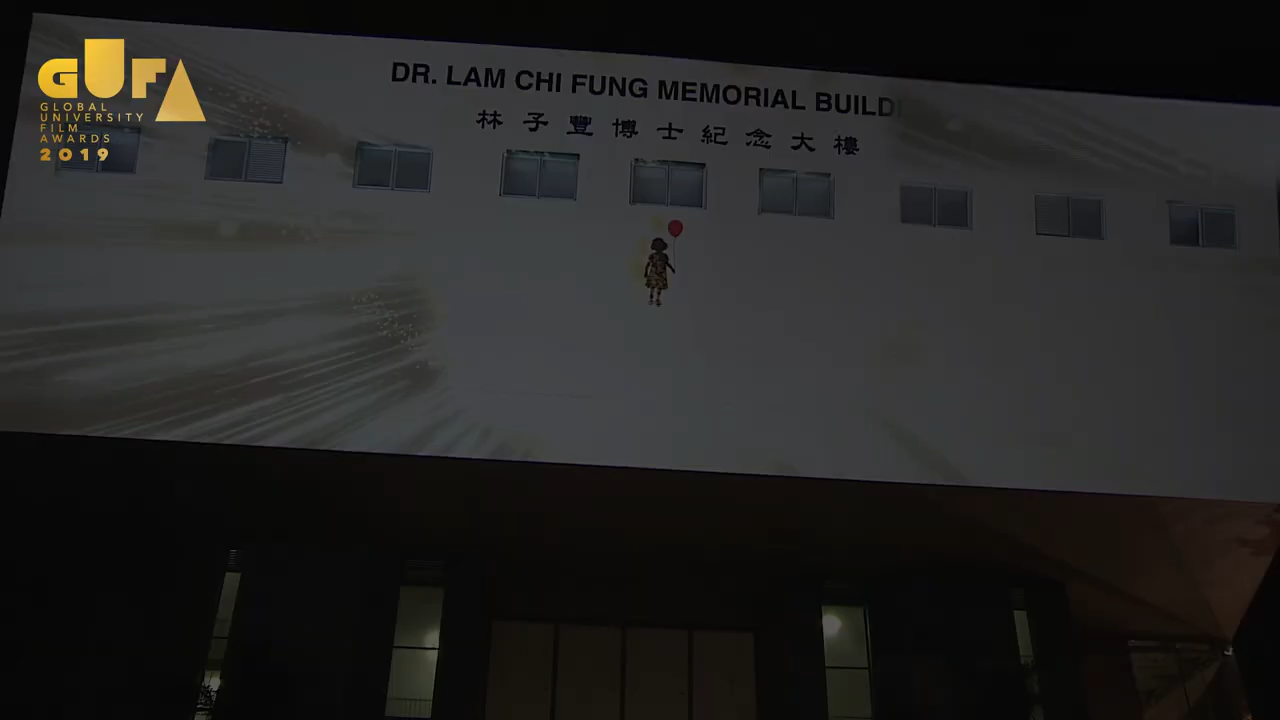 GUFA
GLOBAL
UNIVERSITY
FILM
AWARDS
2019
DR. LAM CHI FUNG MEMORIAL BUILD
林子豐博士紀念大樓